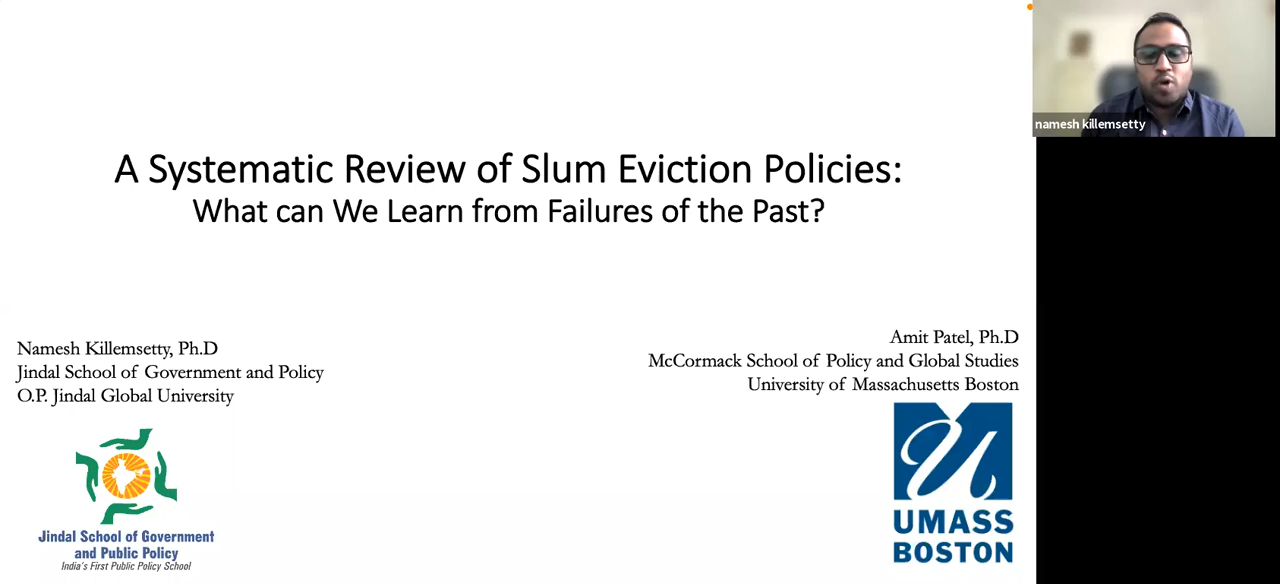 A Systematic Review of Slum Eviction Policies:
What can We Learn from Failures of the Past?
Namesh Killemsetty, Ph.D
Jindal School of Government and Policy
O.P. Jindal Global University
Amit Patel, Ph.D
McCormack School of Policy and Global Studies
University of Massachusetts Boston
Jindal School of Government
and Public Policy
India's First Public Policy School
U
UMASS
BOSTON
namesh killemsetty